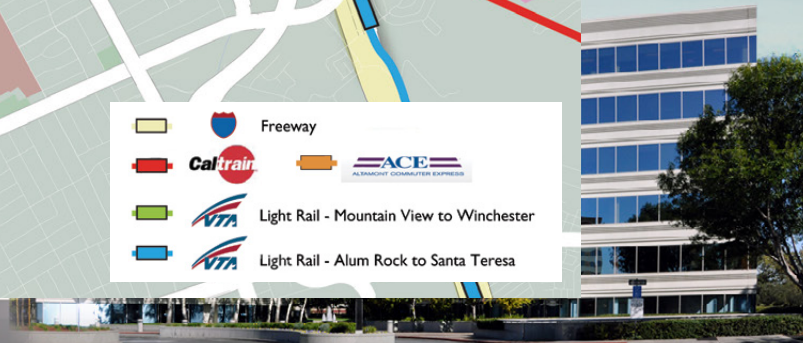 Freeway
Caltrain
ACE
ALTAMONT COMMUTER EXPRESS
VTA
Light Rail - Mountain View to Winchester
VTA
Light Rail - Alum Rock to Santa Teresa